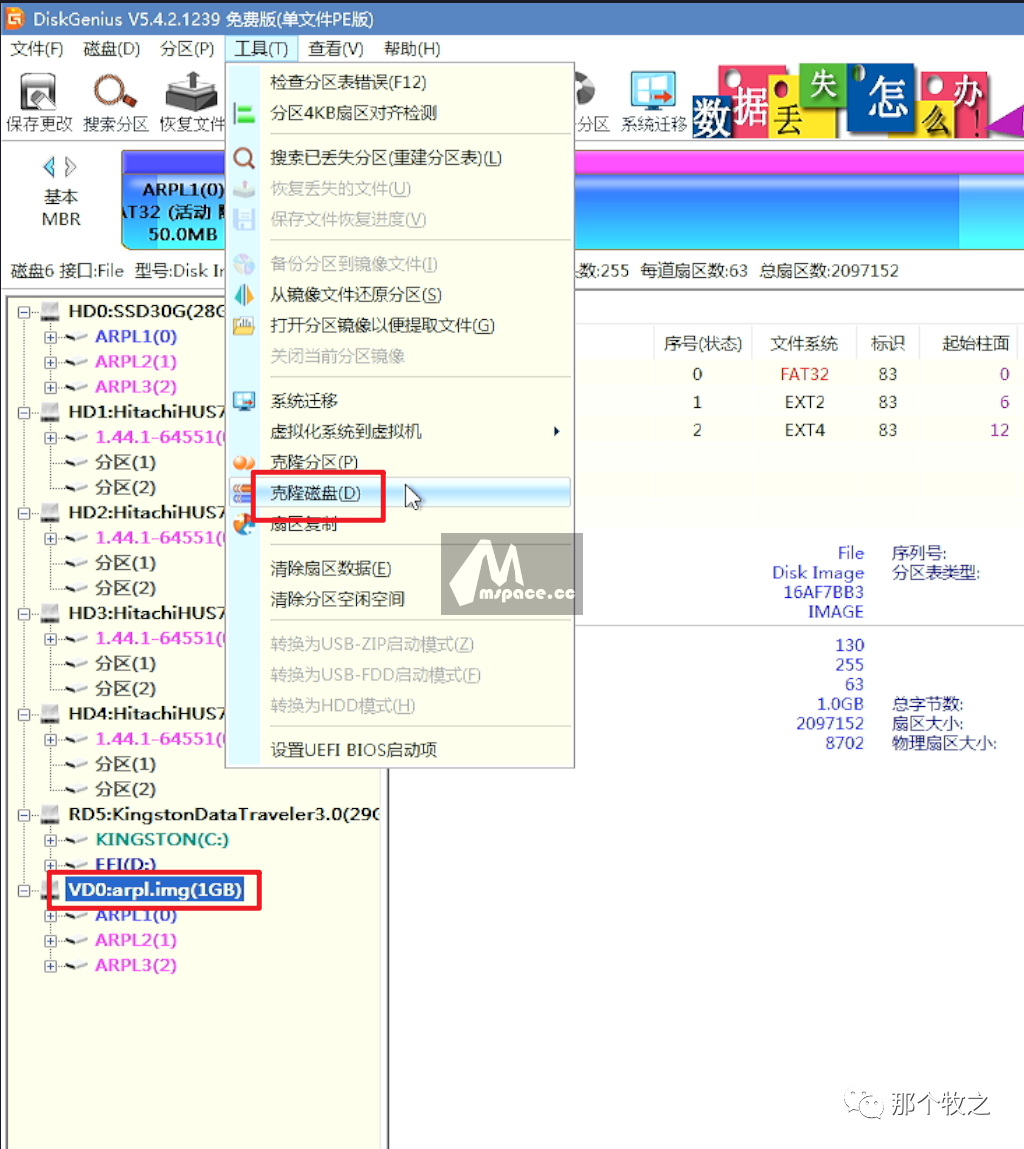 DiskGenius V5.4.2.1239 免费版(单文件PE版)
文件(F) 磁盘(D) 分区(P) 工具(T) 查看(V) 帮助(H)
保存更改 搜索分区 恢复文件 分区 系统迁移
数据丢失怎么办!
基本
MBR
ARPL1(0)
AT32 (活动
50.0MB
磁盘6 接口:File 型号:Disk
数:255 每道扇区数:63 总扇区数:2097152
检查分区表错误(F12)
分区4KB扇区对齐检测
搜索已丢失分区(重建分区表)(L)
恢复丢失的文件(U)
保存文件恢复进度(V)
备份分区到镜像文件(I)
从镜像文件还原分区(S)
打开分区镜像以便提取文件(G)
关闭当前分区镜像
系统迁移
虚拟化系统到虚拟机
克隆分区(P)
克隆磁盘(D)
扇区复制
清除扇区数据(E)
清除分区空闲空间
转换为USB-ZIP启动模式(Z)
转换为USB-FDD启动模式(F)
转换为HDD模式(H)
设置UEFI BIOS启动项
HD0:SSD30G(28G
ARPL1(0)
ARPL2(1)
ARPL3(2)
HD1:HitachiHUS7
1.44.1-64551(
分区(1)
分区(2)
HD2:HitachiHUS7
1.44.1-64551(
分区(1)
分区(2)
HD3:HitachiHUS7
1.44.1-64551(
分区(1)
分区(2)
HD4:HitachiHUS7
1.44.1-64551(
分区(1)
分区(2)
RD5:KingstonDataTraveler3.0(29G
KINGSTON(C:)
EFI(D:)
VD0:arpl.img(1GB)
ARPL1(0)
ARPL2(1)
ARPL3(2)
序号(状态) 文件系统 标识 起始柱面
0 FAT32 83 0
1 EXT2 83 6
2 EXT4 83 12
File 序列号:
Disk Image 分区表类型:
16AF7BB3
IMAGE
130
255
63
1.0GB 总字节数:
2097152 扇区大小:
8702 物理扇区大小:
mspace.cc
那个牧之